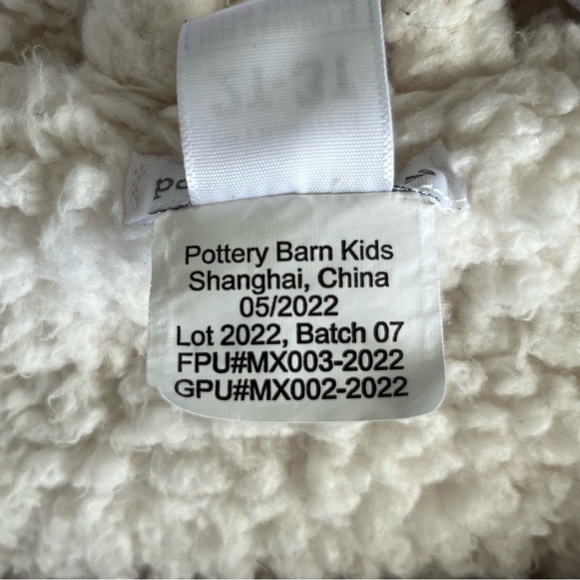 Pottery Barn Kids
Shanghai, China
05/2022
Lot 2022, Batch 07
FPU#MX003-2022
GPU#MX002-2022